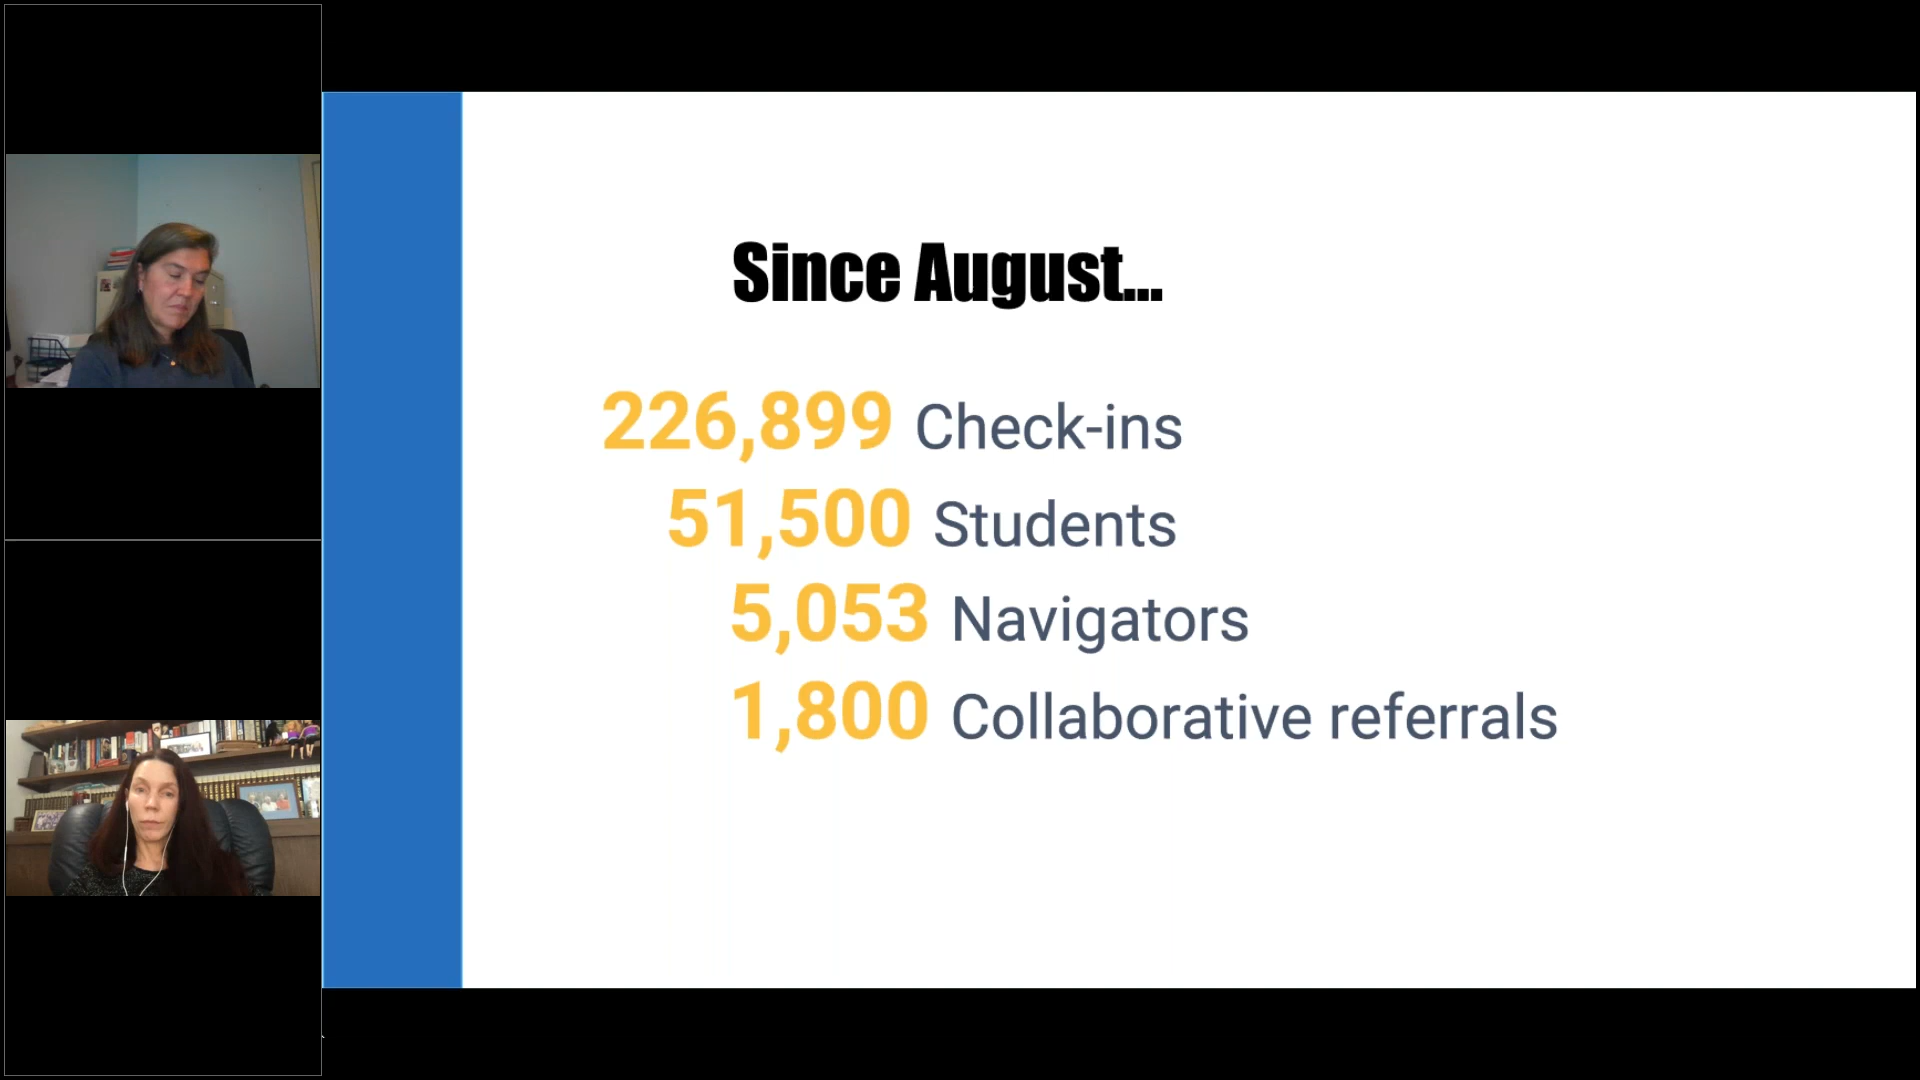 Since August...
226,899 Check-ins
51,500 Students
5,053 Navigators
1,800 Collaborative referrals